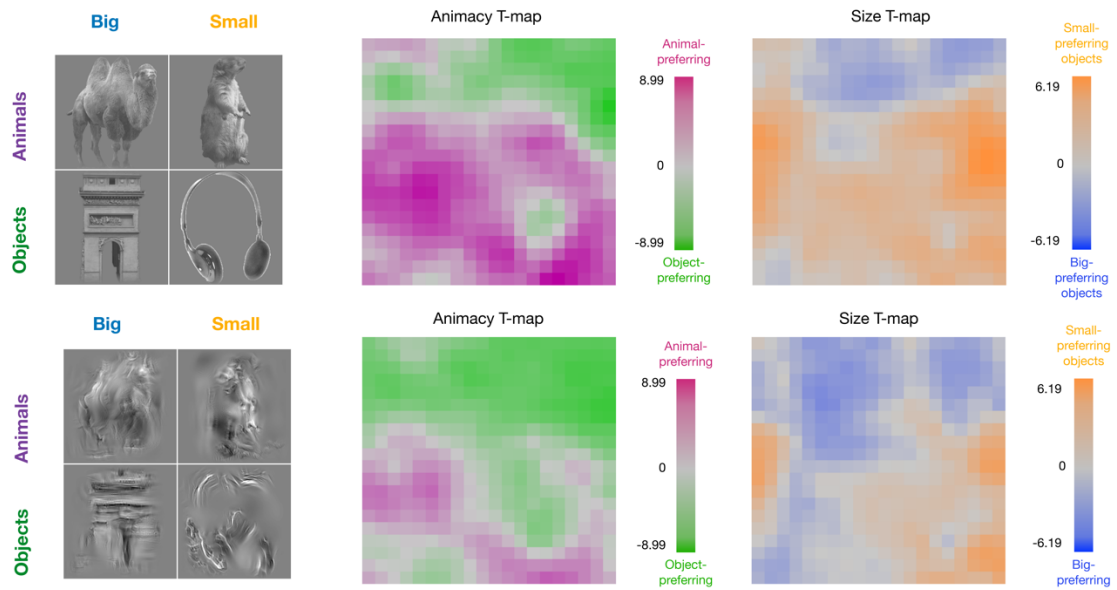 Big
Small
Animacy T-map
Size T-map
Animals
Objects
Animal-
preferring
8.99
0
-8.99
Object-
preferring
Small-
preferring
objects
6.19
0
-6.19
Big-
preferring
objects
Big
Small
Animacy T-map
Size T-map
Animals
Objects
Animal-
preferring
8.99
0
-8.99
Object-
preferring
Small-
preferring
objects
6.19
0
-6.19
Big-
preferring